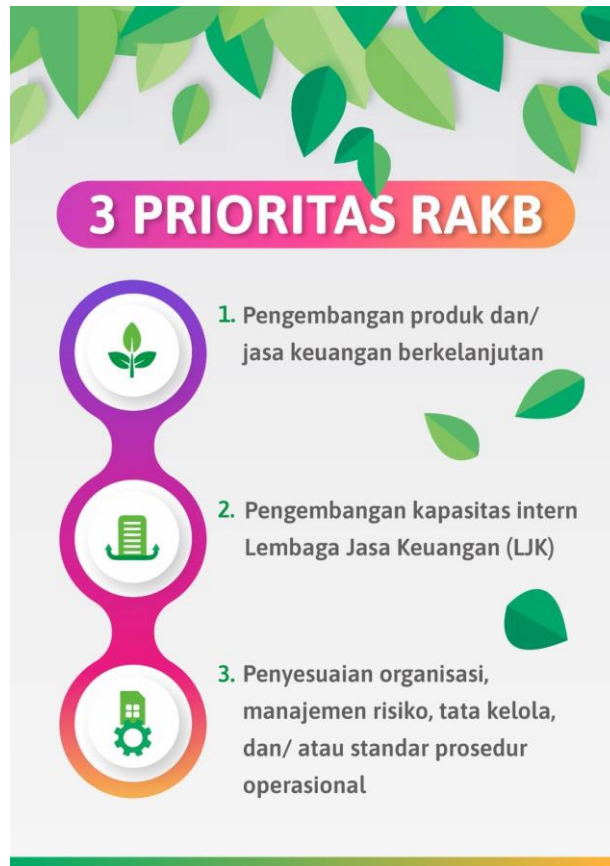 3 PRIORITAS RAKB
1. Pengembangan produk dan/
jasa keuangan berkelanjutan
2. Pengembangan kapasitas intern
Lembaga Jasa Keuangan (LJK)
3. Penyesuaian organisasi,
manajemen risiko, tata kelola,
dan/ atau standar prosedur
operasional